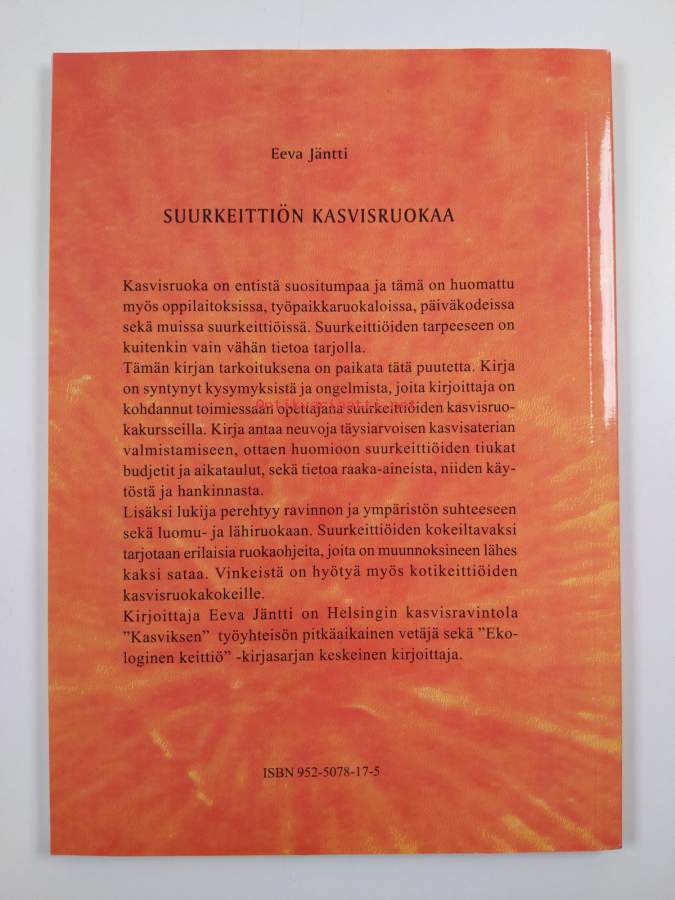 Eeva Jäntti
SUURKEITTIÖN KASVISRUOKAA
Kasvisruoka on entistä suositumpaa ja tämä on huomattu
myös oppilaitoksissa, työpaikkaruokaloissa, päiväkodeissa
sekä muissa suurkeittiöissä. Suurkeittiöiden tarpeeseen on
kuitenkin vain vähän tietoa tarjolla.
Tämän kirjan tarkoituksena on paikata tätä puutetta. Kirja
on syntynyt kysymyksistä ja ongelmista, joita kirjoittaja on
kohdannut toimiessaan opettajana suurkeittiöiden kasvisruo-
kakursseilla. Kirja antaa neuvoja täysiarvoisen kasvisaterian
valmistamiseen, ottaen huomioon suurkeittiöiden tiukat
budjetit ja aikataulut, sekä tietoa raaka-aineista, niiden käy-
töstä ja hankinnasta.
Lisäksi lukija perehtyy ravinnon ja ympäristön suhteeseen
sekä luomu- ja lähiruokaan. Suurkeittiöiden kokeiltavaksi
tarjotaan erilaisia ruokaohjeita, joita on muunnoksineen lähes
kaksi sataa. Vinkeistä on hyötyä myös kotikeittiöiden
kasvisruokakokeille.
Kirjoittaja Eeva Jäntti on Helsingin kasvisravintola
”Kasviksen” työyhteisön pitkäaikainen vetäjä sekä ”Eko-
loginen keittiö” -kirjasarjan keskeinen kirjoittaja.
ISBN 952-5078-17-5